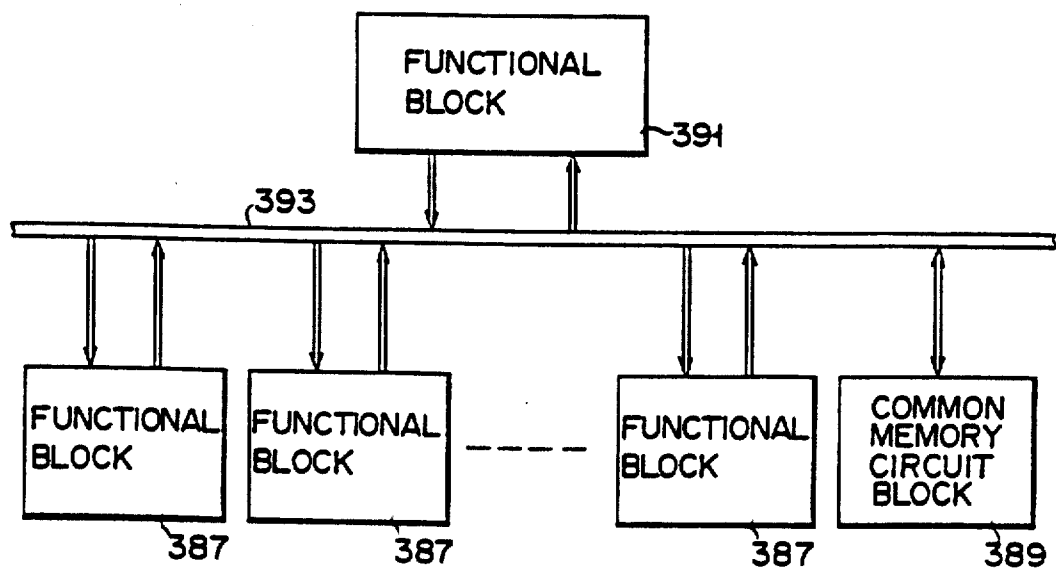 FUNCTIONAL
BLOCK
391
393
FUNCTIONAL
BLOCK
387
FUNCTIONAL
BLOCK
387
FUNCTIONAL
BLOCK
387
COMMON
MEMORY
CIRCUIT
BLOCK
389